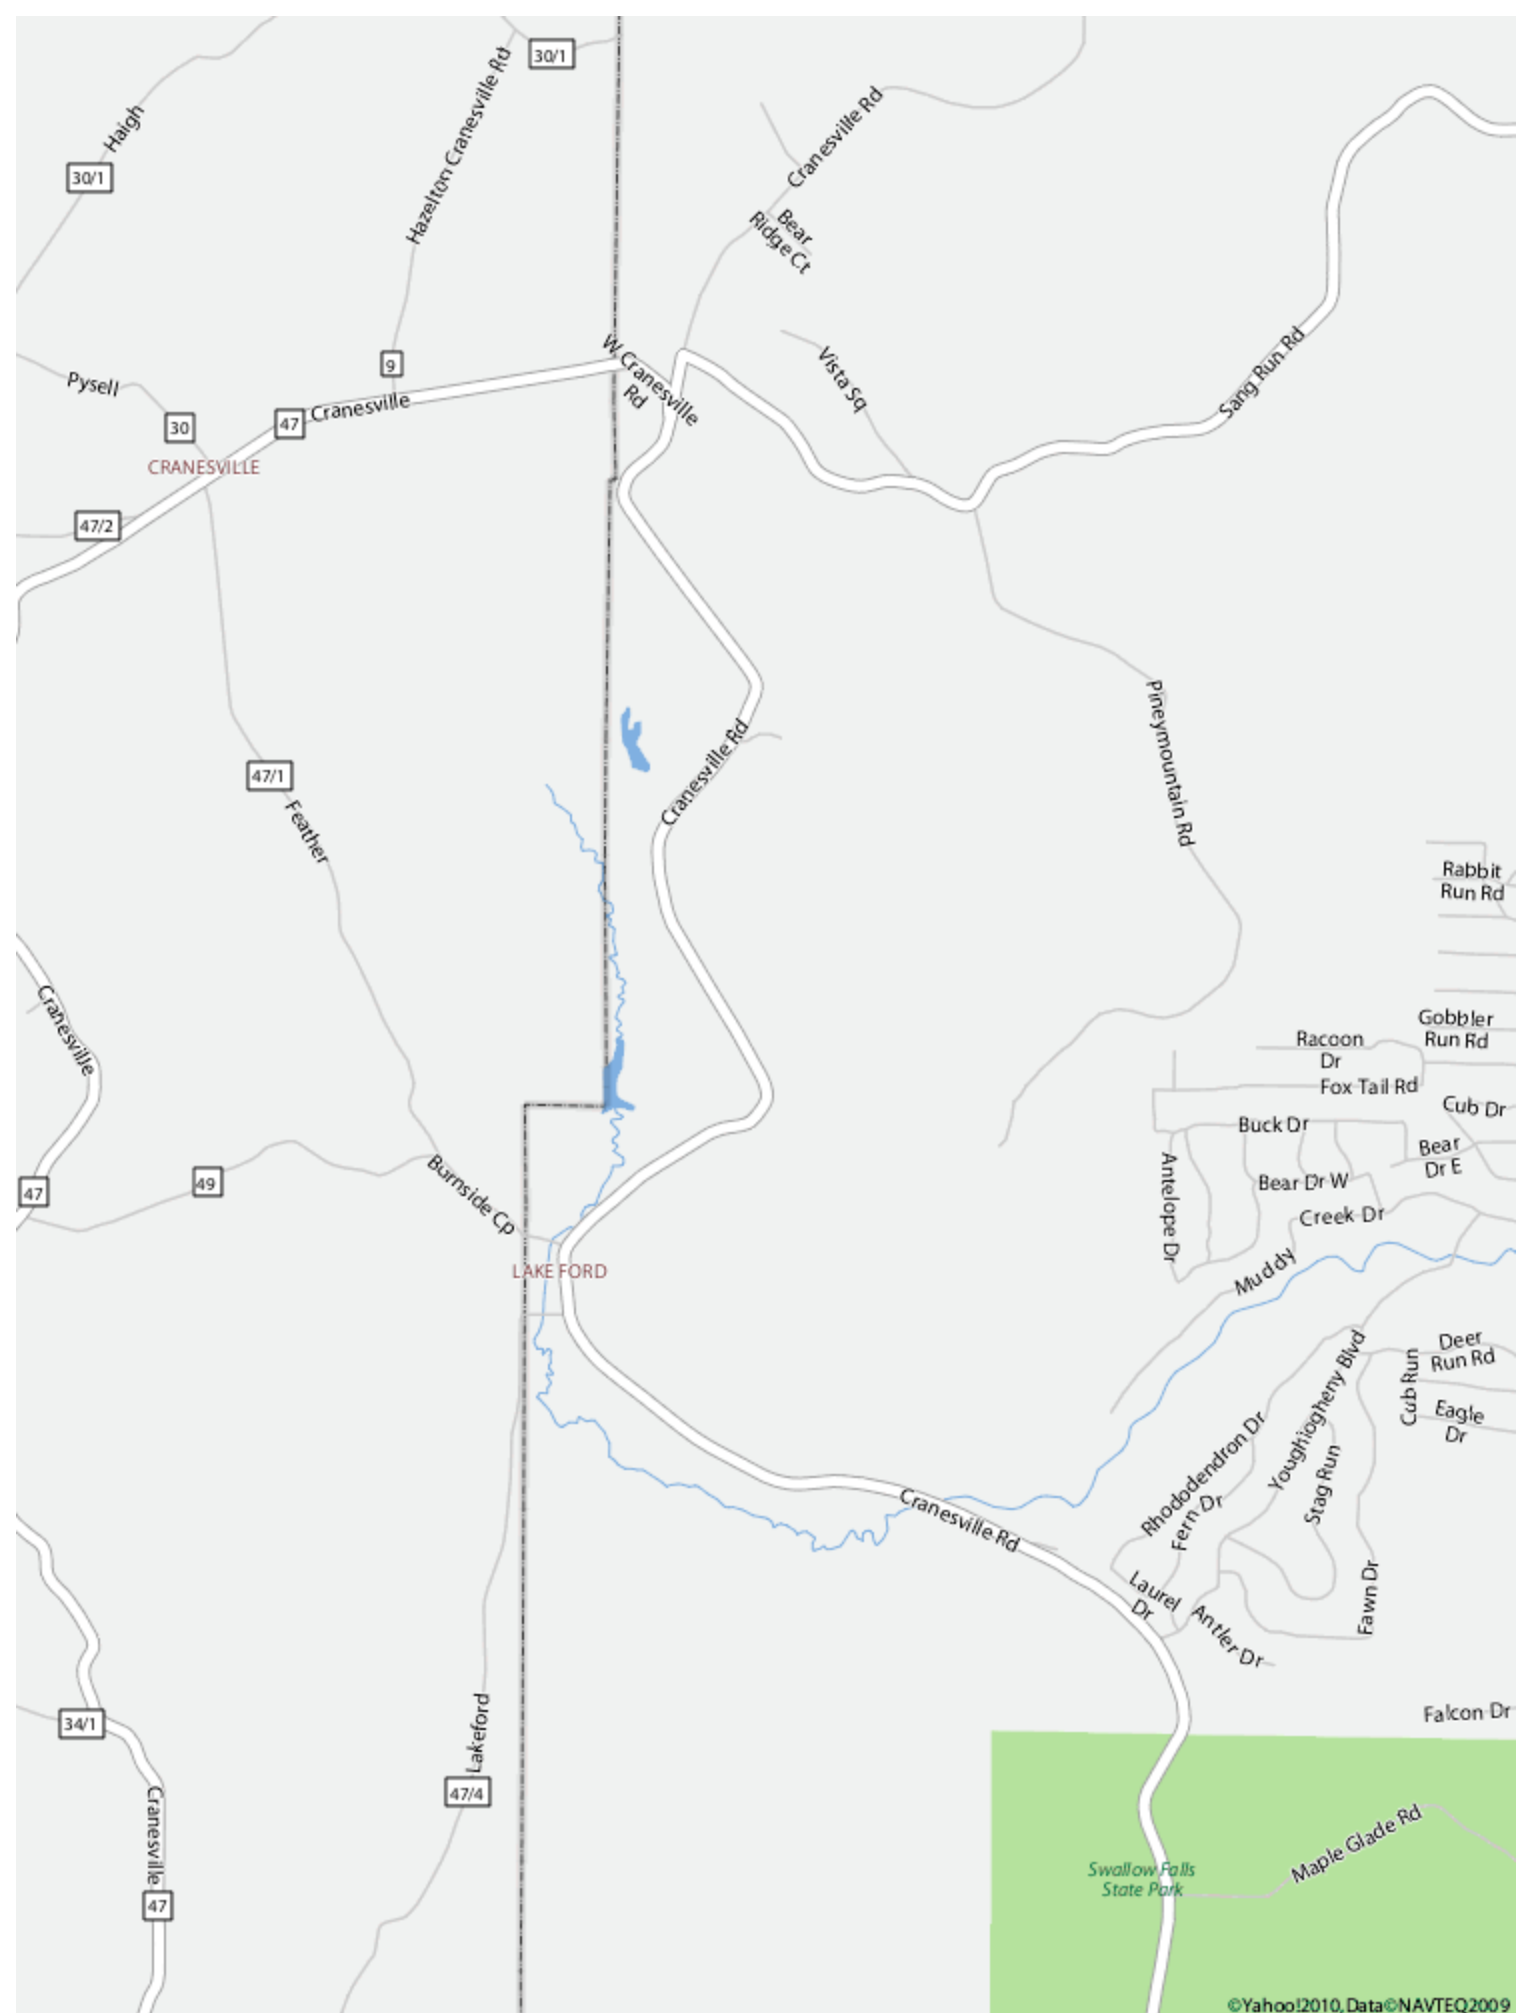 30/1
Hazelton Cranesville Rd
Haigh
30/1
Cranesville Rd
Bear
Ridge Ct
W Cranesville
Rd
Vista Sq
Sang Run Rd
9
Pysell
Cranesville
47
30
CRANESVILLE
47/2
Pineymountain Rd
Cranesville Rd
47/1
Feather
Rabbit
Run Rd
Cranesville
Gobbler
Run Rd
Racoon
Dr
Fox Tail Rd
Cub Dr
Buck Dr
Bear
Dr E
Antelope Dr
Bear Dr W
Creek Dr
Muddy
47
49
Burnside Cp
LAKE FORD
Deer
Run Rd
Cub Run
Eagle
Dr
Youghiogheny Blvd
Rhododendron Dr
Stag Run
Fern Dr
Cranesville Rd
Laurel
Dr
Antler Dr
Fawn Dr
Falcon Dr
34/1
Lakeford
47/4
Cranesville
47
Maple Glade Rd
Swallow Falls
State Park
©Yahoo!2010,Data©NAVTEQ2009